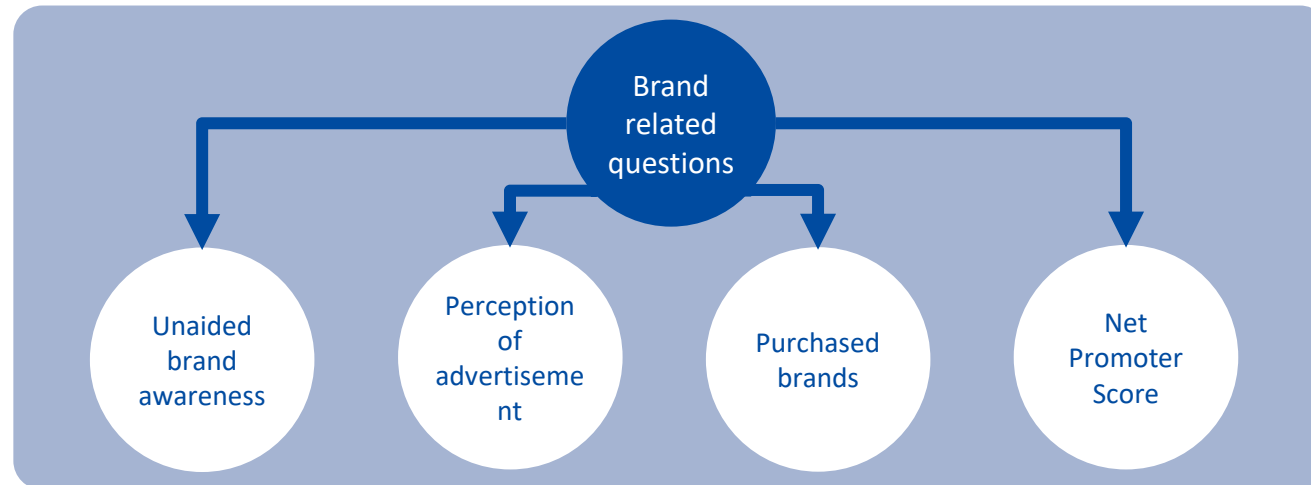 Brand
related
questions
Unaided
brand
awareness
Perception
of
advertiseme
nt
Purchased
brands
Net
Promoter
Score